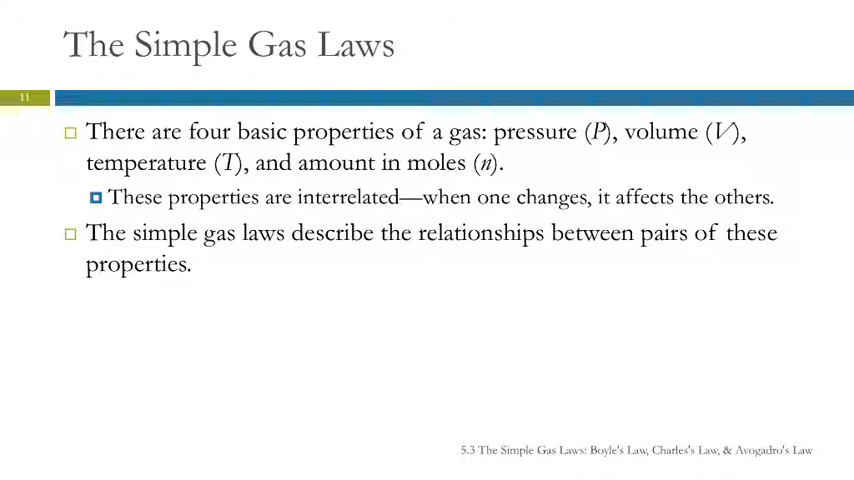 The Simple Gas Laws
11
There are four basic properties of a gas: pressure (P), volume (V),
temperature (T), and amount in moles (n).
These properties are interrelated—when one changes, it affects the others.
The simple gas laws describe the relationships between pairs of these
properties.
5.3 The Simple Gas Laws: Boyle's Law, Charles's Law, & Avogadro's Law